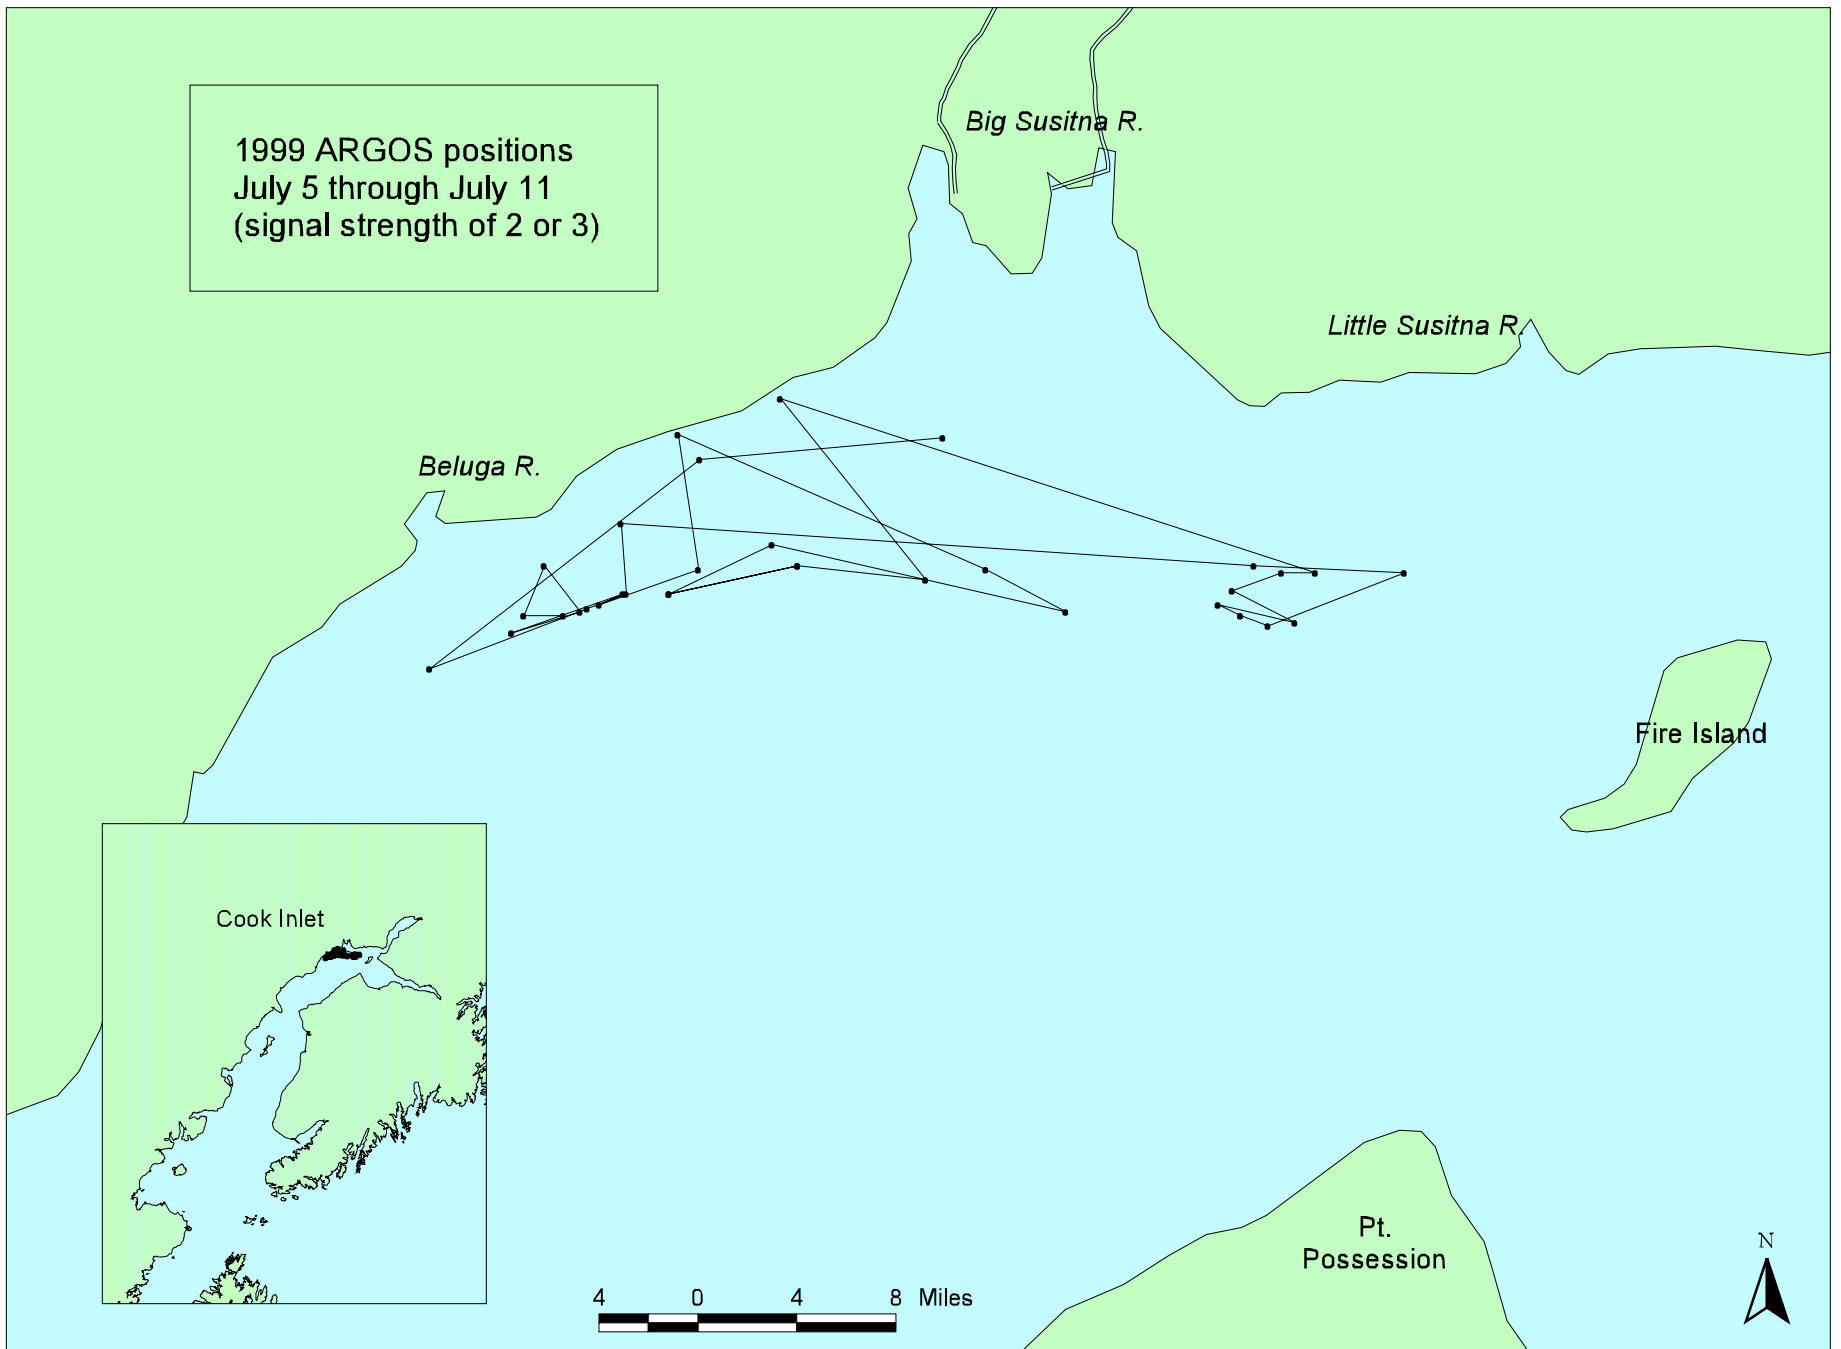 1999 ARGOS positions
July 5 through July 11
(signal strength of 2 or 3)
Big Susitna R.
Little Susitna R.
Beluga R.
Fire Island
Cook Inlet
Pt.
Possession
N
4 0 4 8 Miles